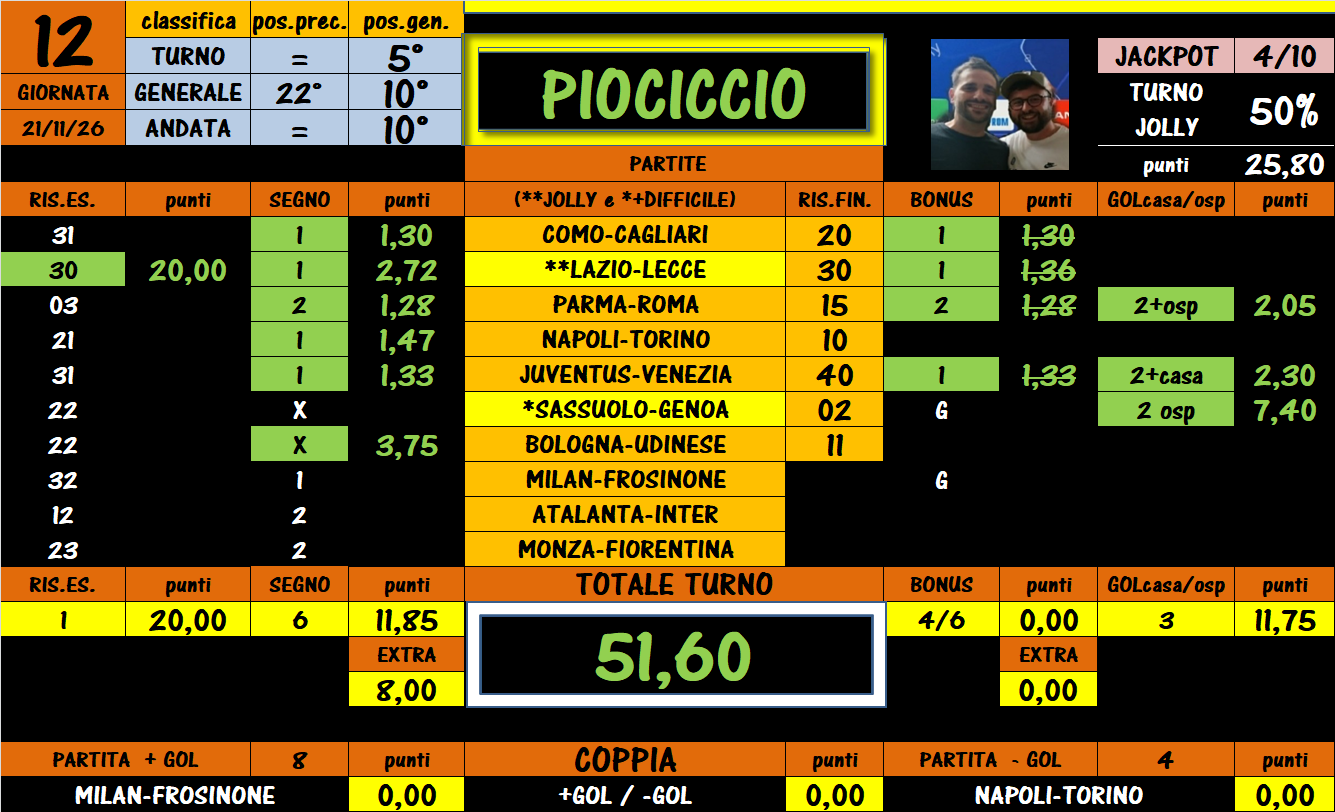 12 classifica pos.prec. pos.gen.
TURNO = 5°
GIORNATA GENERALE 22° 10°
21/11/26 ANDATA = 10°
PIOCICCIO
JACKPOT 4/10
TURNO JOLLY 50%
punti 25,80
PARTITE
RIS.ES. punti SEGNO punti (**JOLLY e *+DIFFICILE) RIS.FIN. BONUS punti GOLcasa/osp punti
31 1 1,30 COMO-CAGLIARI 20 1 1,30
30 20,00 1 2,72 **LAZIO-LECCE 30 1 1,36
03 2 1,28 PARMA-ROMA 15 2 1,28 2+osp 2,05
21 1 1,47 NAPOLI-TORINO 10
31 1 1,33 JUVENTUS-VENEZIA 40 1 1,33 2+casa 2,30
22 X *SASSUOLO-GENOA 02 G 2 osp 7,40
22 X 3,75 BOLOGNA-UDINESE 11
32 1 MILAN-FROSINONE G
12 2 ATALANTA-INTER
23 2 MONZA-FIORENTINA
RIS.ES. punti SEGNO punti TOTALE TURNO BONUS punti GOLcasa/osp punti
1 20,00 6 11,85 51,60 4/6 0,00 3 11,75
EXTRA EXTRA
8,00 0,00
PARTITA + GOL 8 punti COPPIA punti PARTITA - GOL 4 punti
MILAN-FROSINONE 0,00 +GOL / -GOL 0,00 NAPOLI-TORINO 0,00